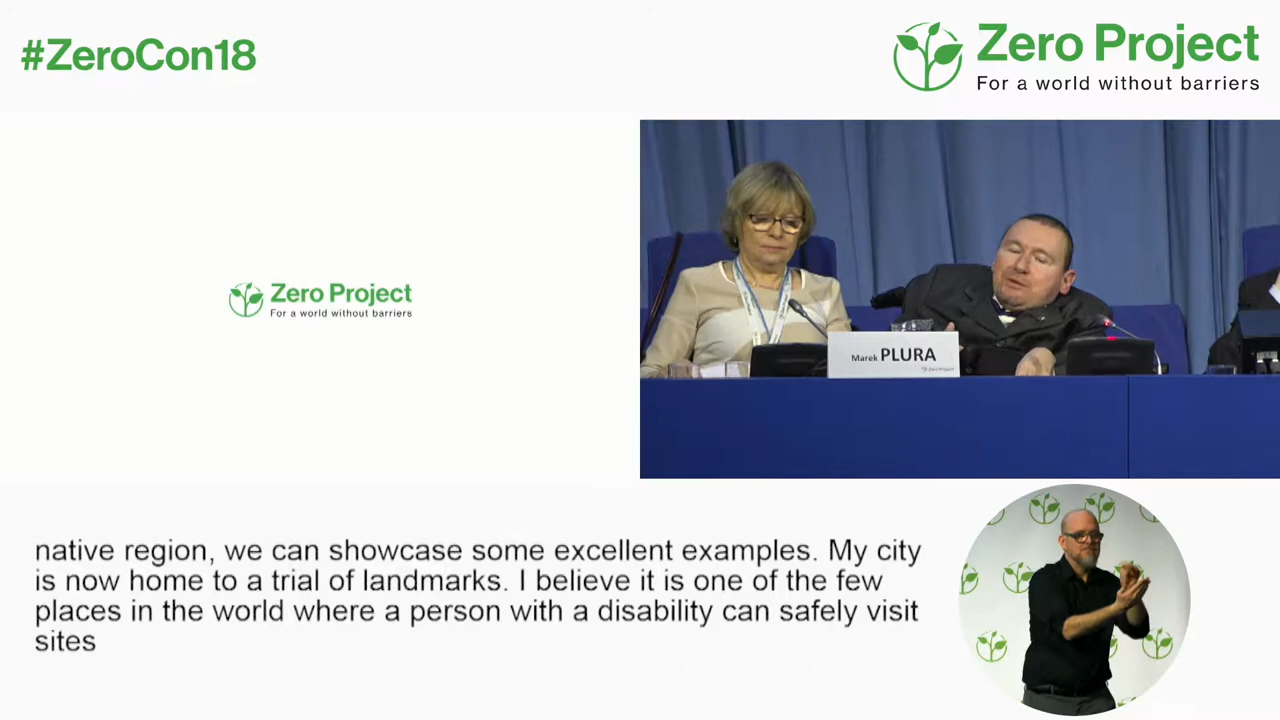 #ZeroCon18
Zero Project
For a world without barriers
Zero Project
For a world without barriers
Marek PLURA
Zero Project
native region, we can showcase some excellent examples. My city
is now home to a trial of landmarks. I believe it is one of the few
places in the world where a person with a disability can safely visit
sites